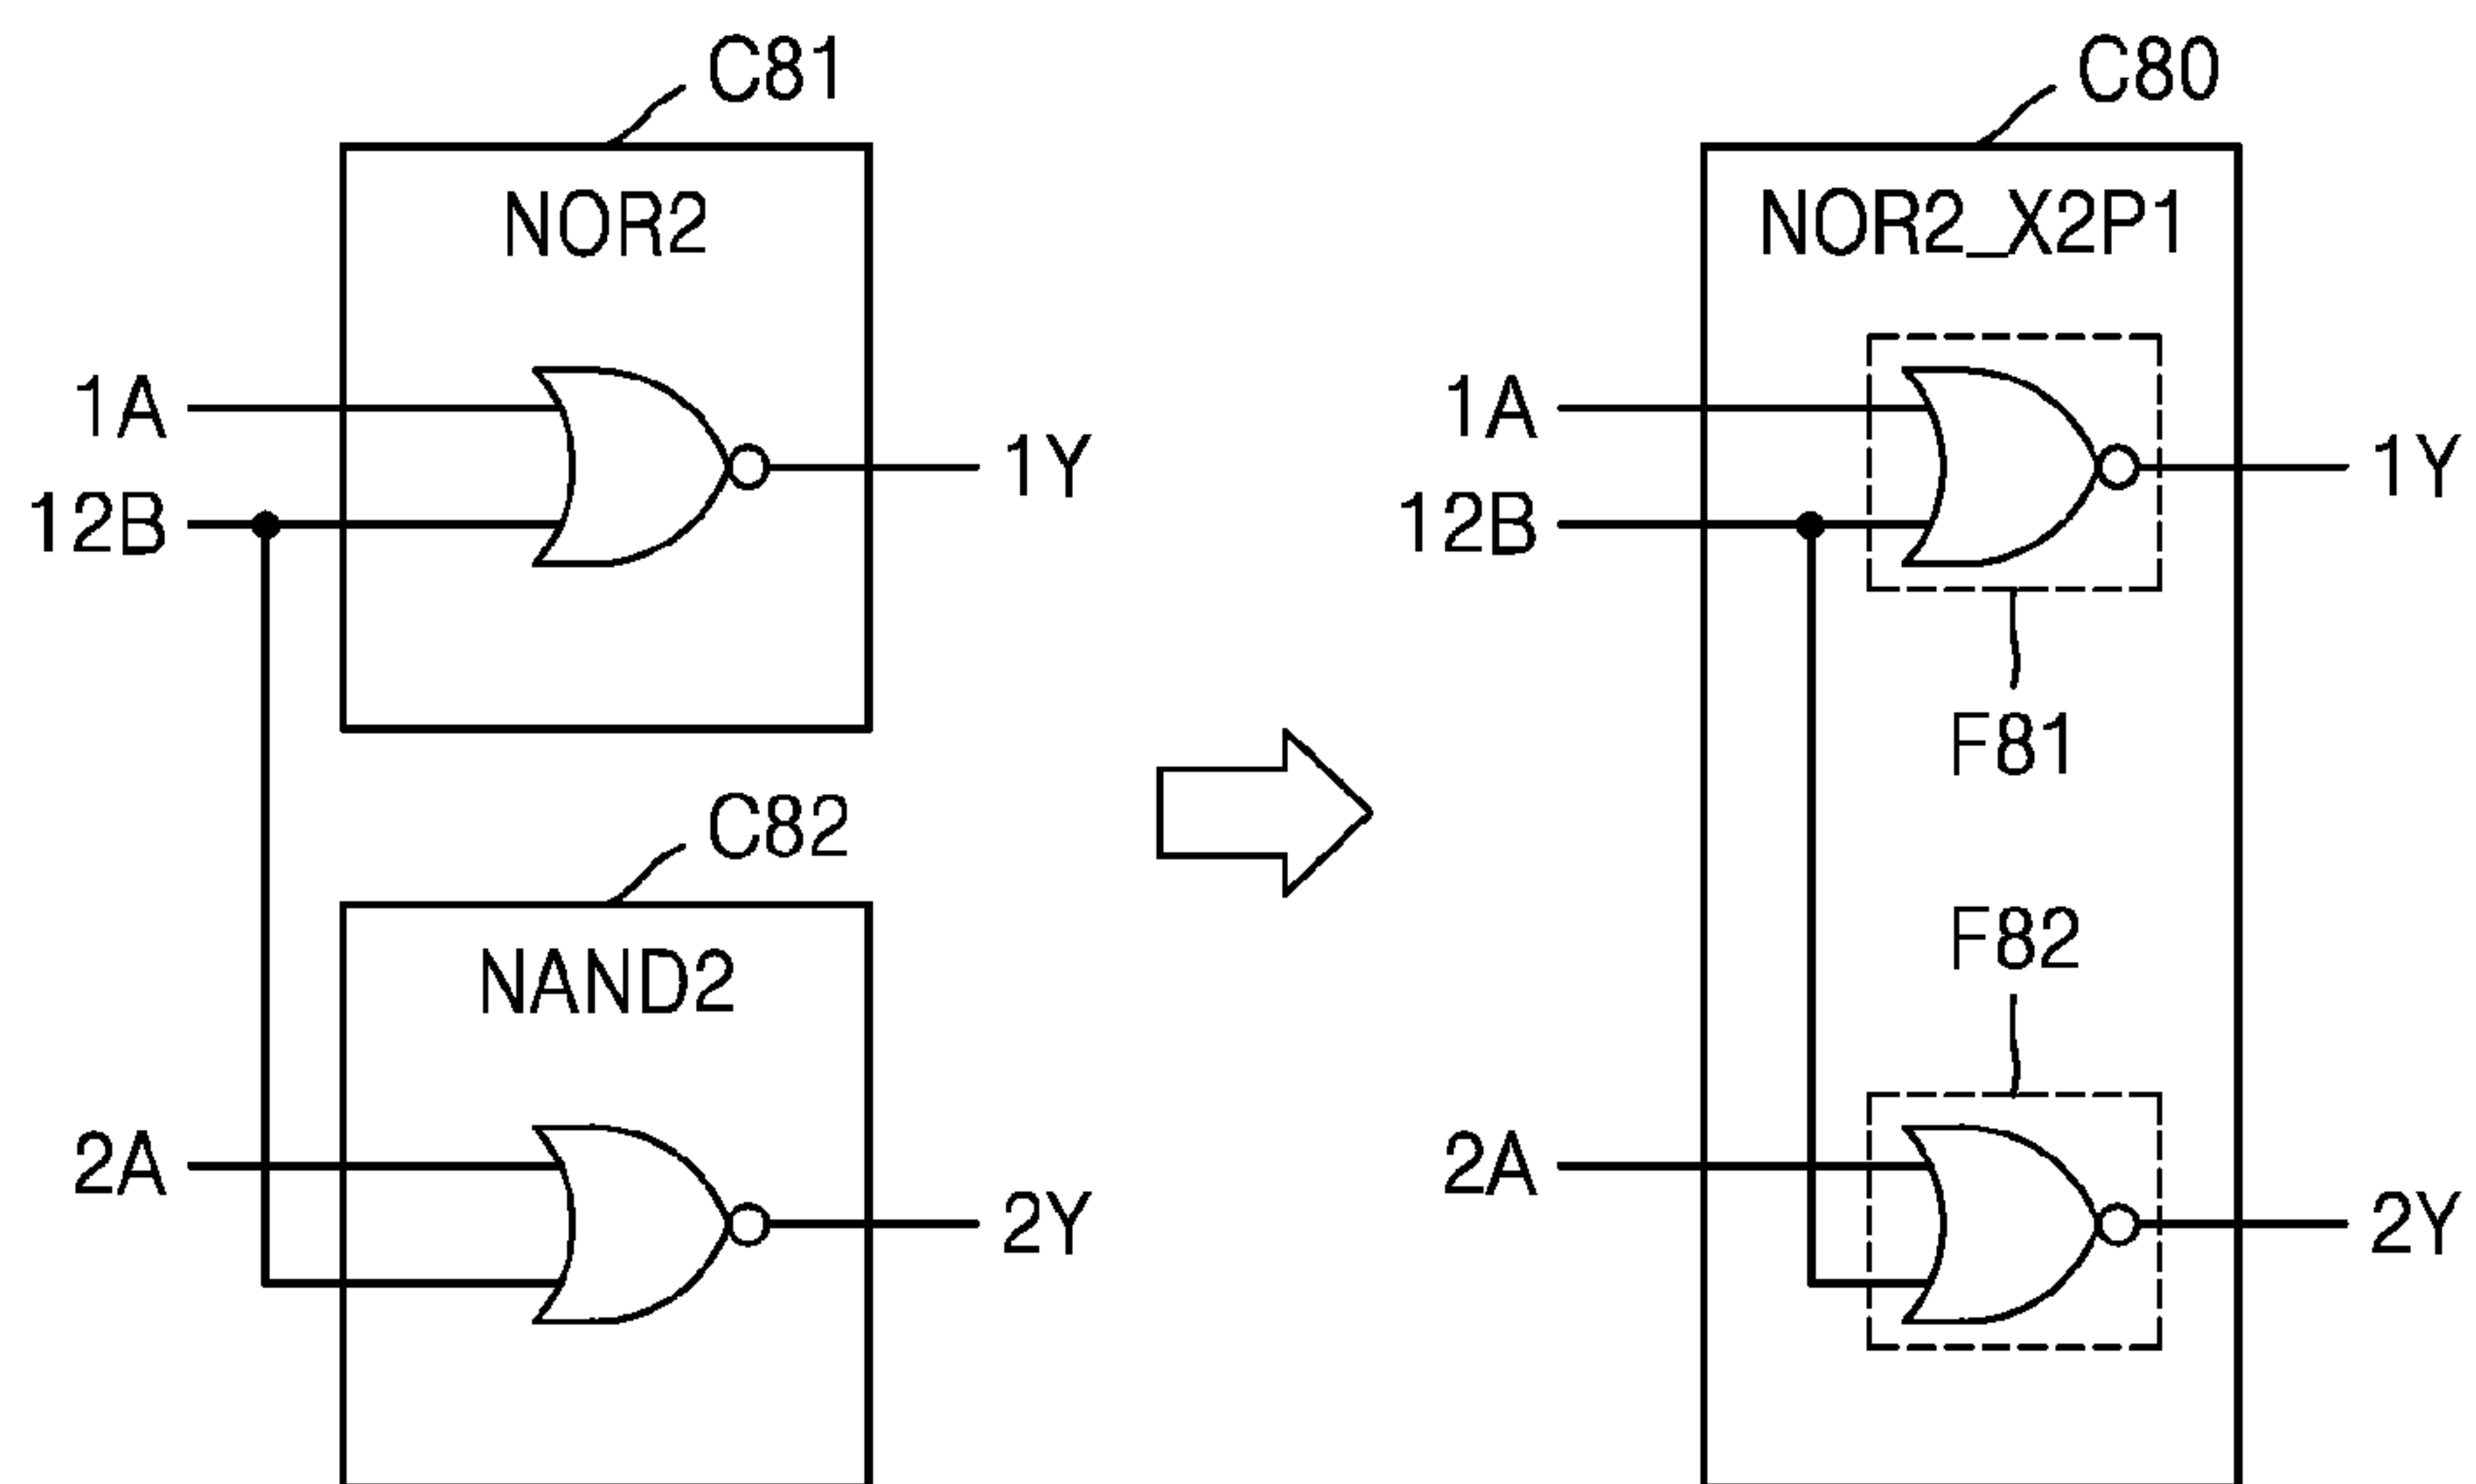 C81
NOR2
1A
12B
1Y
C82
NAND2
2A
2Y
C80
NOR2_X2P1
1A
12B
1Y
F81
F82
2A
2Y